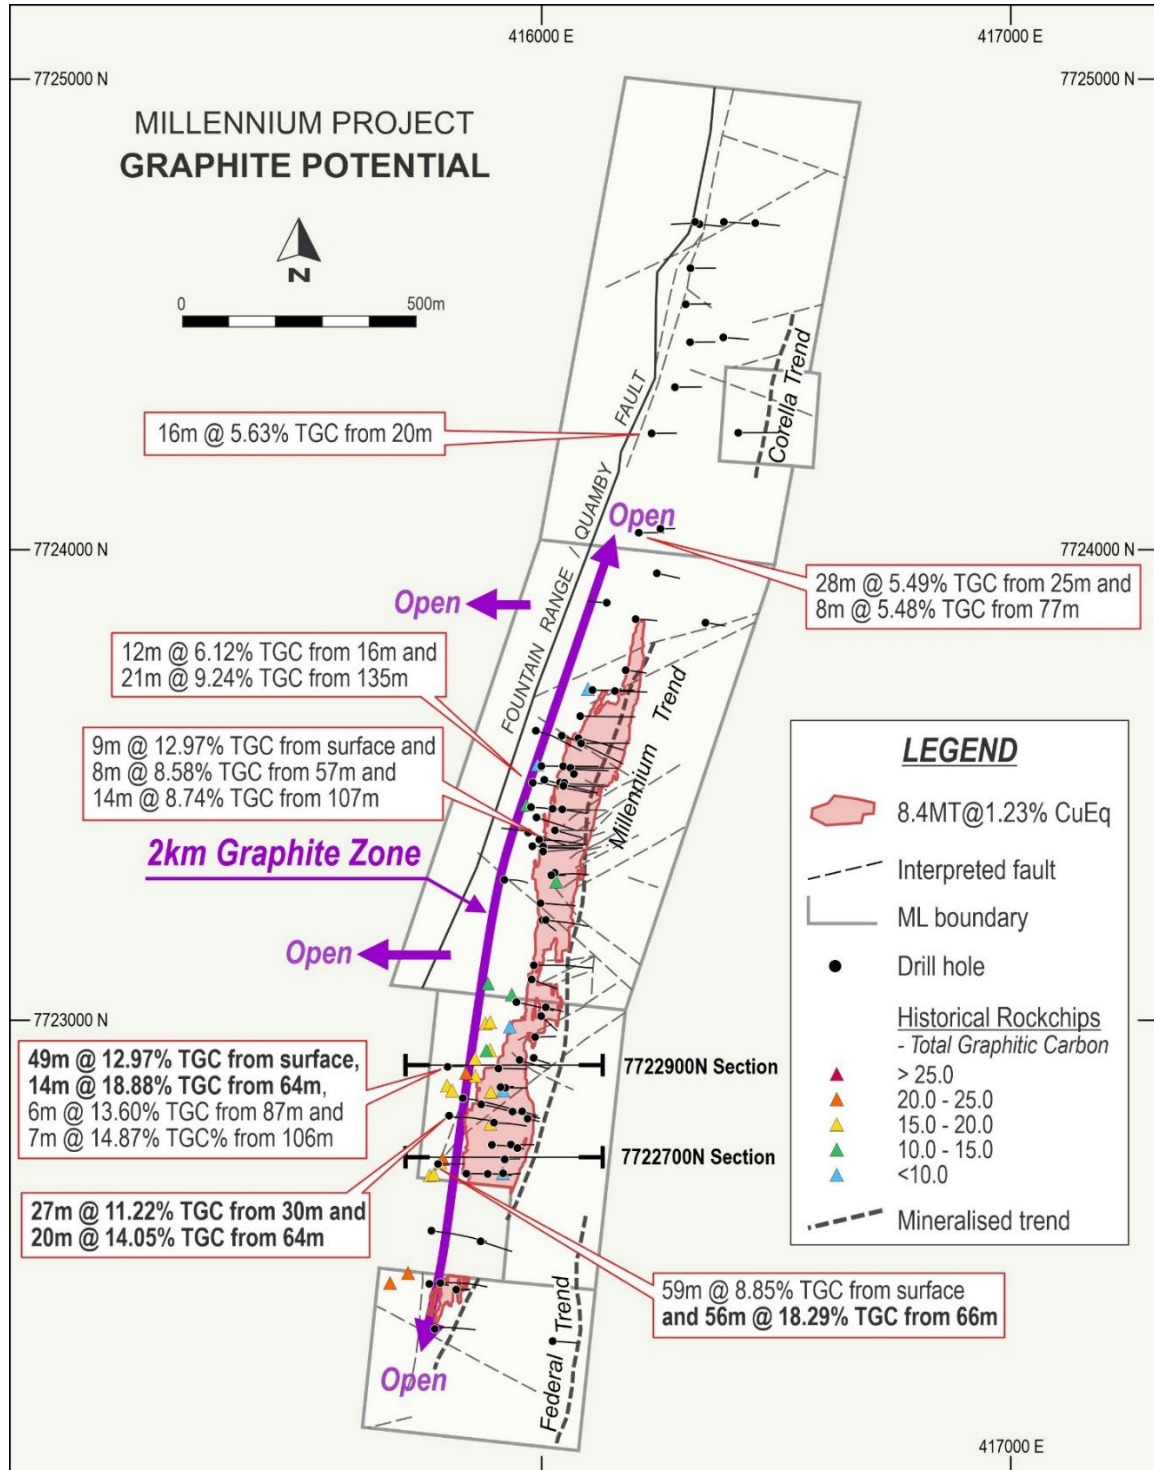 416000 E
417000 E
7725000 N
7725000 N
MILLENNIUM PROJECT
GRAPHITE POTENTIAL
N
0
500m
Corella Trend
FAULT
16m @ 5.63% TGC from 20m
QUAMBY
/
FOUNTAIN RANGE
Open
7724000 N
7724000 N
28m @ 5.49% TGC from 25m and
8m @ 5.48% TGC from 77m
Open
12m @ 6.12% TGC from 16m and
21m @ 9.24% TGC from 135m
Millennium Trend
9m @ 12.97% TGC from surface and
8m @ 8.58% TGC from 57m and
14m @ 8.74% TGC from 107m
2km Graphite Zone
Open
LEGEND
8.4MT@1.23% CuEq
Interpreted fault
ML boundary
Drill hole
Historical Rockchips
- Total Graphitic Carbon
> 25.0
20.0 - 25.0
15.0 - 20.0
10.0 - 15.0
<10.0
Mineralised trend
7723000 N
49m @ 12.97% TGC from surface,
14m @ 18.88% TGC from 64m,
6m @ 13.60% TGC from 87m and
7m @ 14.87% TGC% from 106m
7722900N Section
7722700N Section
27m @ 11.22% TGC from 30m and
20m @ 14.05% TGC from 64m
59m @ 8.85% TGC from surface
and 56m @ 18.29% TGC from 66m
Federal Trend
Open
416000 E
417000 E